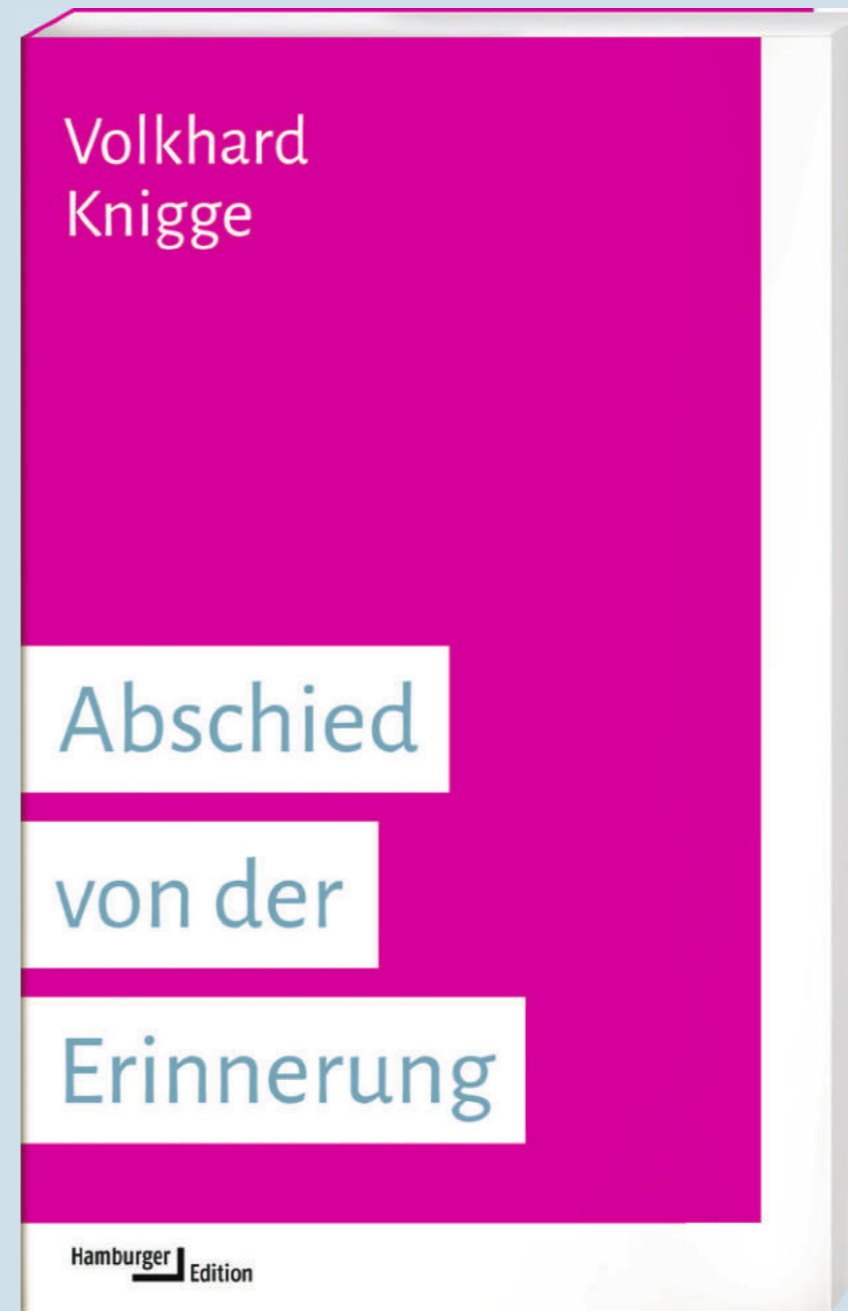 Volkhard
Knigge
Abschied
von der
Erinnerung
Hamburger
Edition